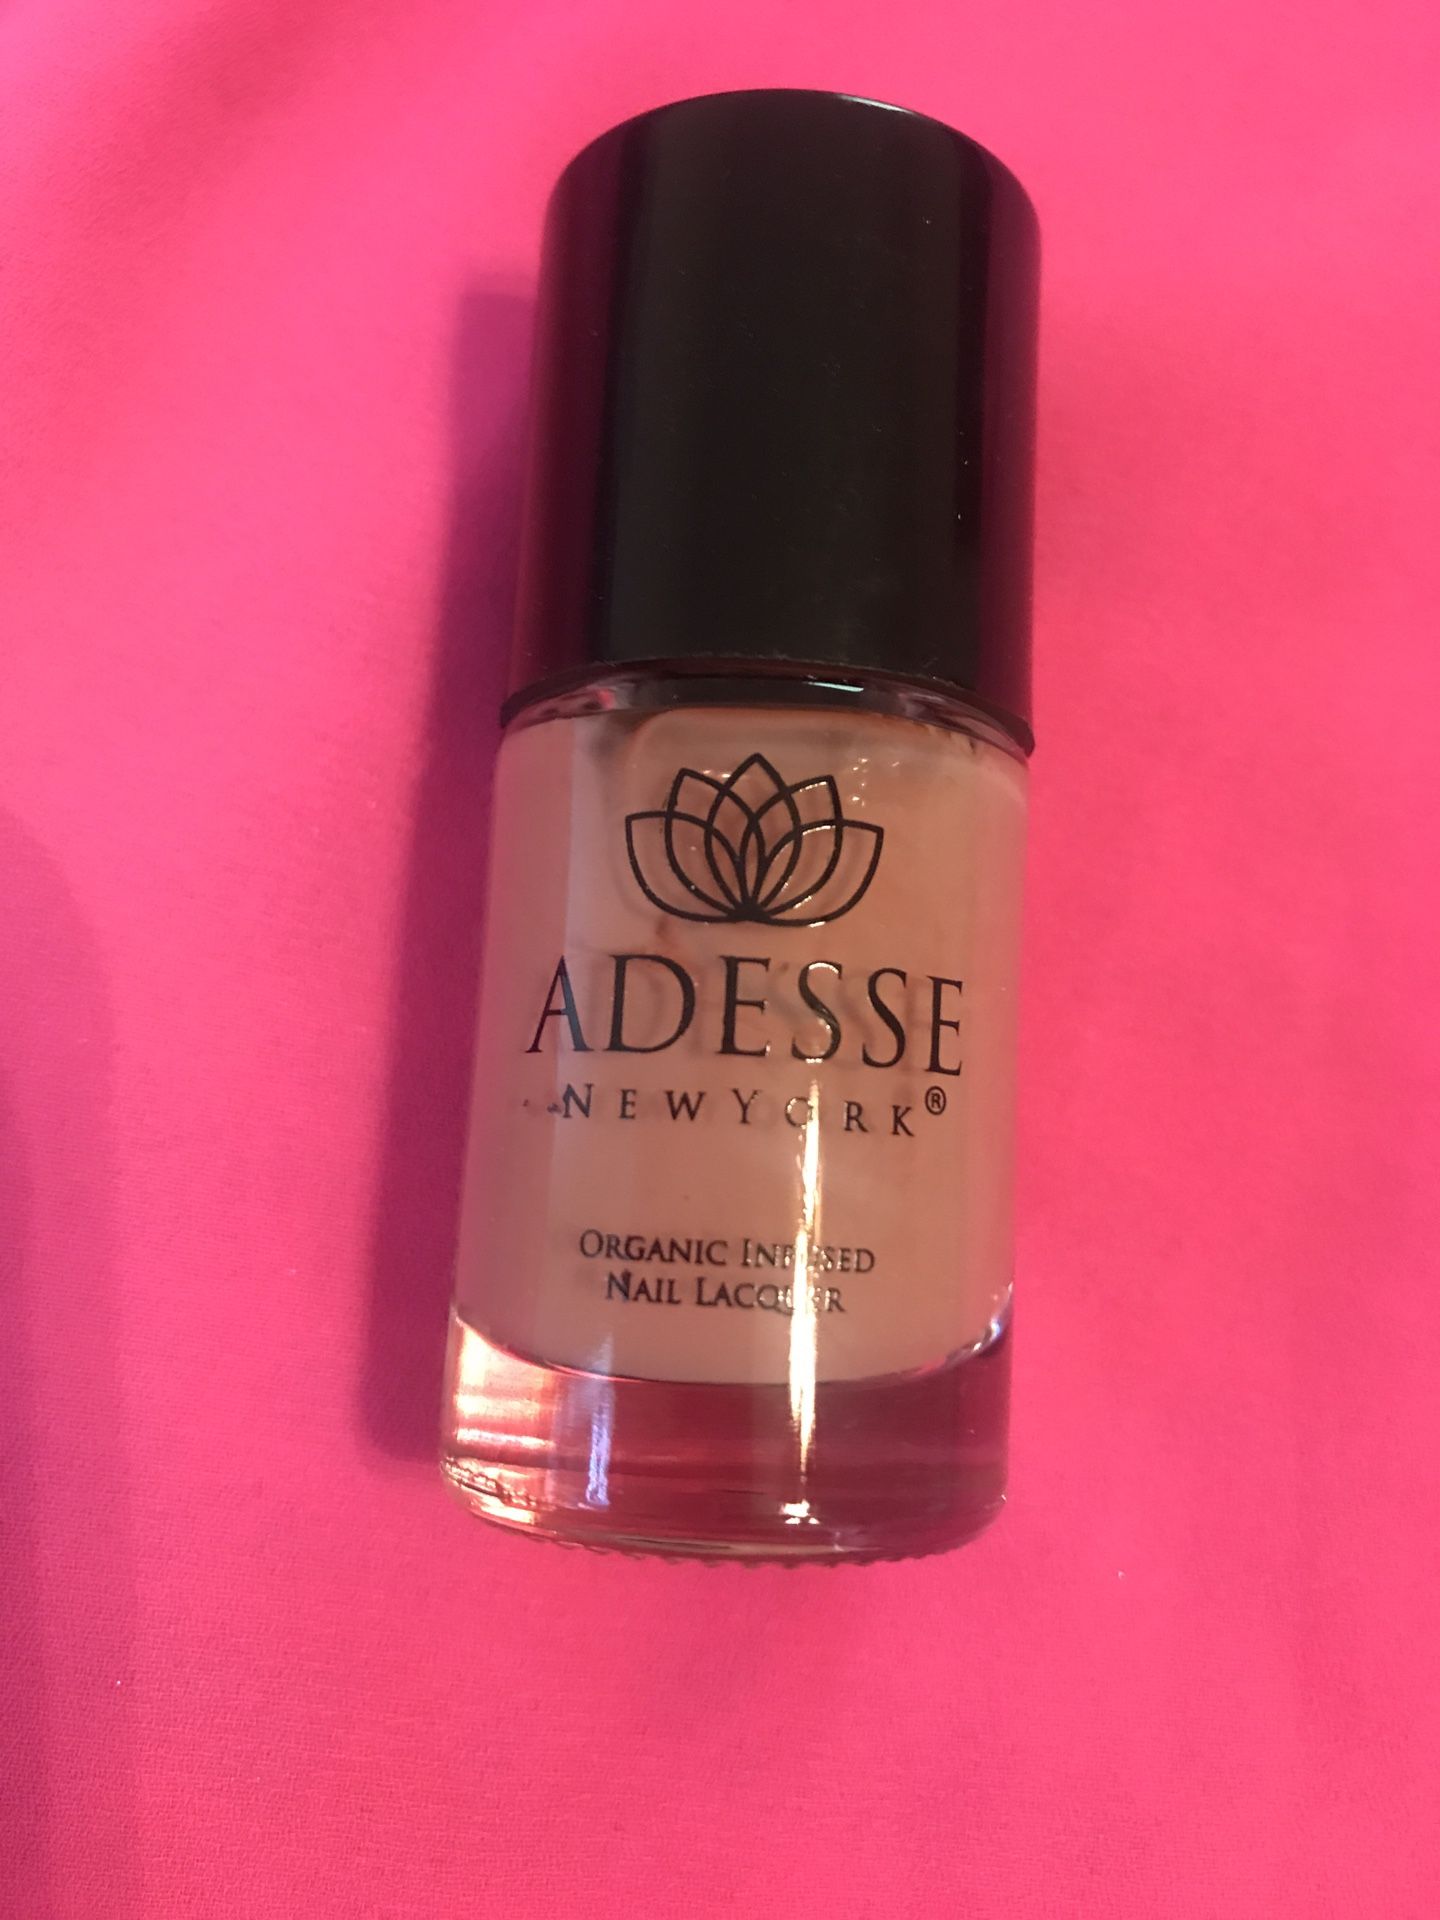 ADESSE
NEWYORK®
ORGANIC INFUSED
NAIL LACQUER